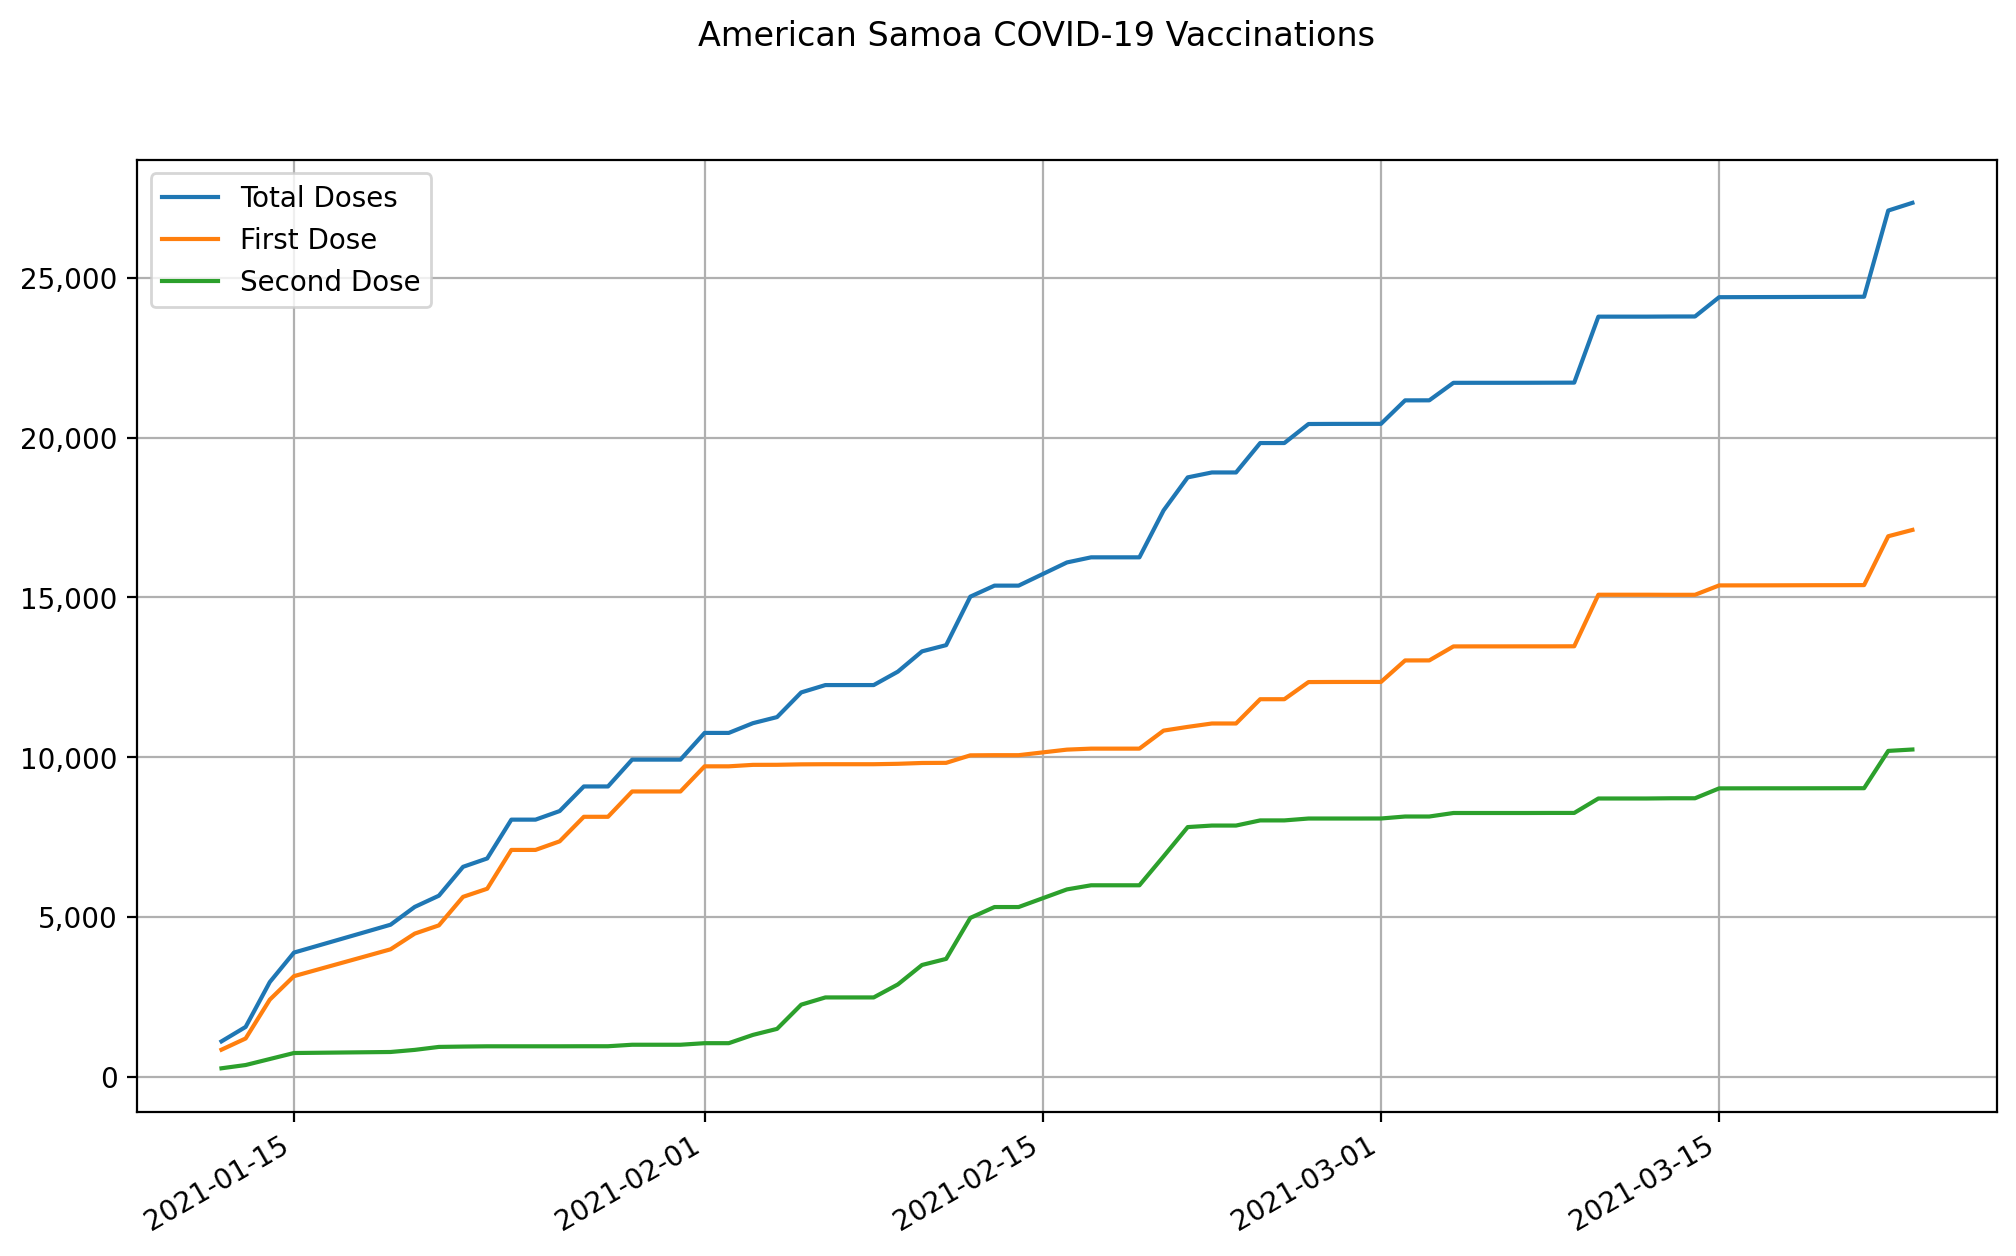 American Samoa COVID-19 Vaccinations
Total Doses
First Dose
Second Dose
25,000
20,000
15,000
10,000
5,000
0
2021-01-15
2021-02-01
2021-02-15
2021-03-01
2021-03-15